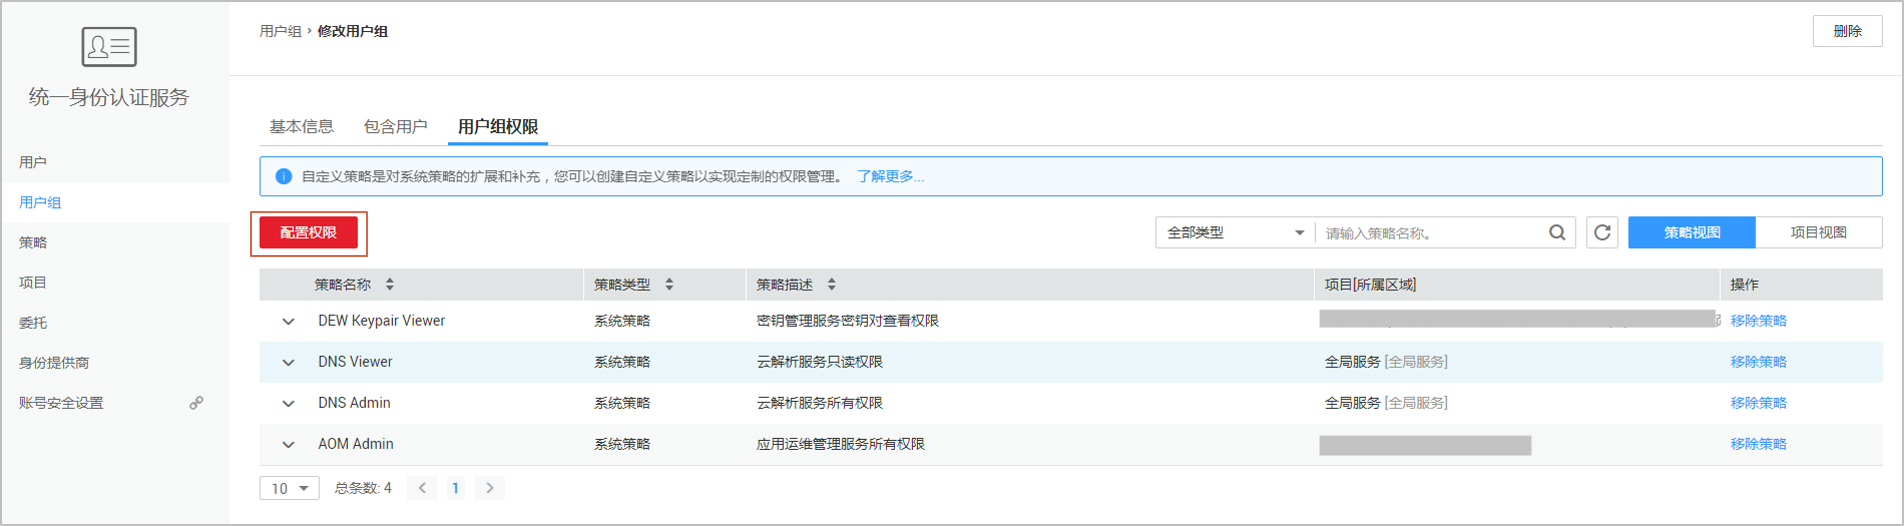 统一身份认证服务
用户
用户组
策略
项目
委托
身份提供商
账号安全设置
用户组 › 修改用户组
删除
基本信息 包含用户 用户组权限
自定义策略是对系统策略的扩展和补充，您可以创建自定义策略以实现定制的权限管理。 了解更多...
配置权限 全部类型 请输入策略名称。 策略视图 项目视图
策略名称 策略类型 策略描述 项目[所属区域] 操作
DEW Keypair Viewer 系统策略 密钥管理服务密钥对查看权限 移除策略
DNS Viewer 系统策略 云解析服务只读权限 全局服务 [全局服务] 移除策略
DNS Admin 系统策略 云解析服务所有权限 全局服务 [全局服务] 移除策略
AOM Admin 系统策略 应用运维管理服务所有权限 移除策略
10 总条数: 4 < 1 >